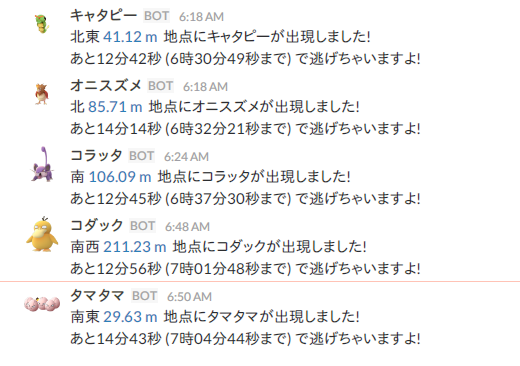 キャタピー BOT 6:18 AM
北東 41.12 m 地点にキャタピーが出現しました!
あと12分42秒 (6時30分49秒まで) で逃げちゃいますよ!
オニスズメ BOT 6:18 AM
北 85.71 m 地点にオニスズメが出現しました!
あと14分14秒 (6時32分21秒まで) で逃げちゃいますよ!
コラッタ BOT 6:24 AM
南 106.09 m 地点にコラッタが出現しました!
あと12分45秒 (6時37分30秒まで) で逃げちゃいますよ!
コダック BOT 6:48 AM
南西 211.23 m 地点にコダックが出現しました!
あと12分56秒 (7時01分48秒まで) で逃げちゃいますよ!
タマタマ BOT 6:50 AM
南東 29.63 m 地点にタマタマが出現しました!
あと14分43秒 (7時04分44秒まで) で逃げちゃいますよ!